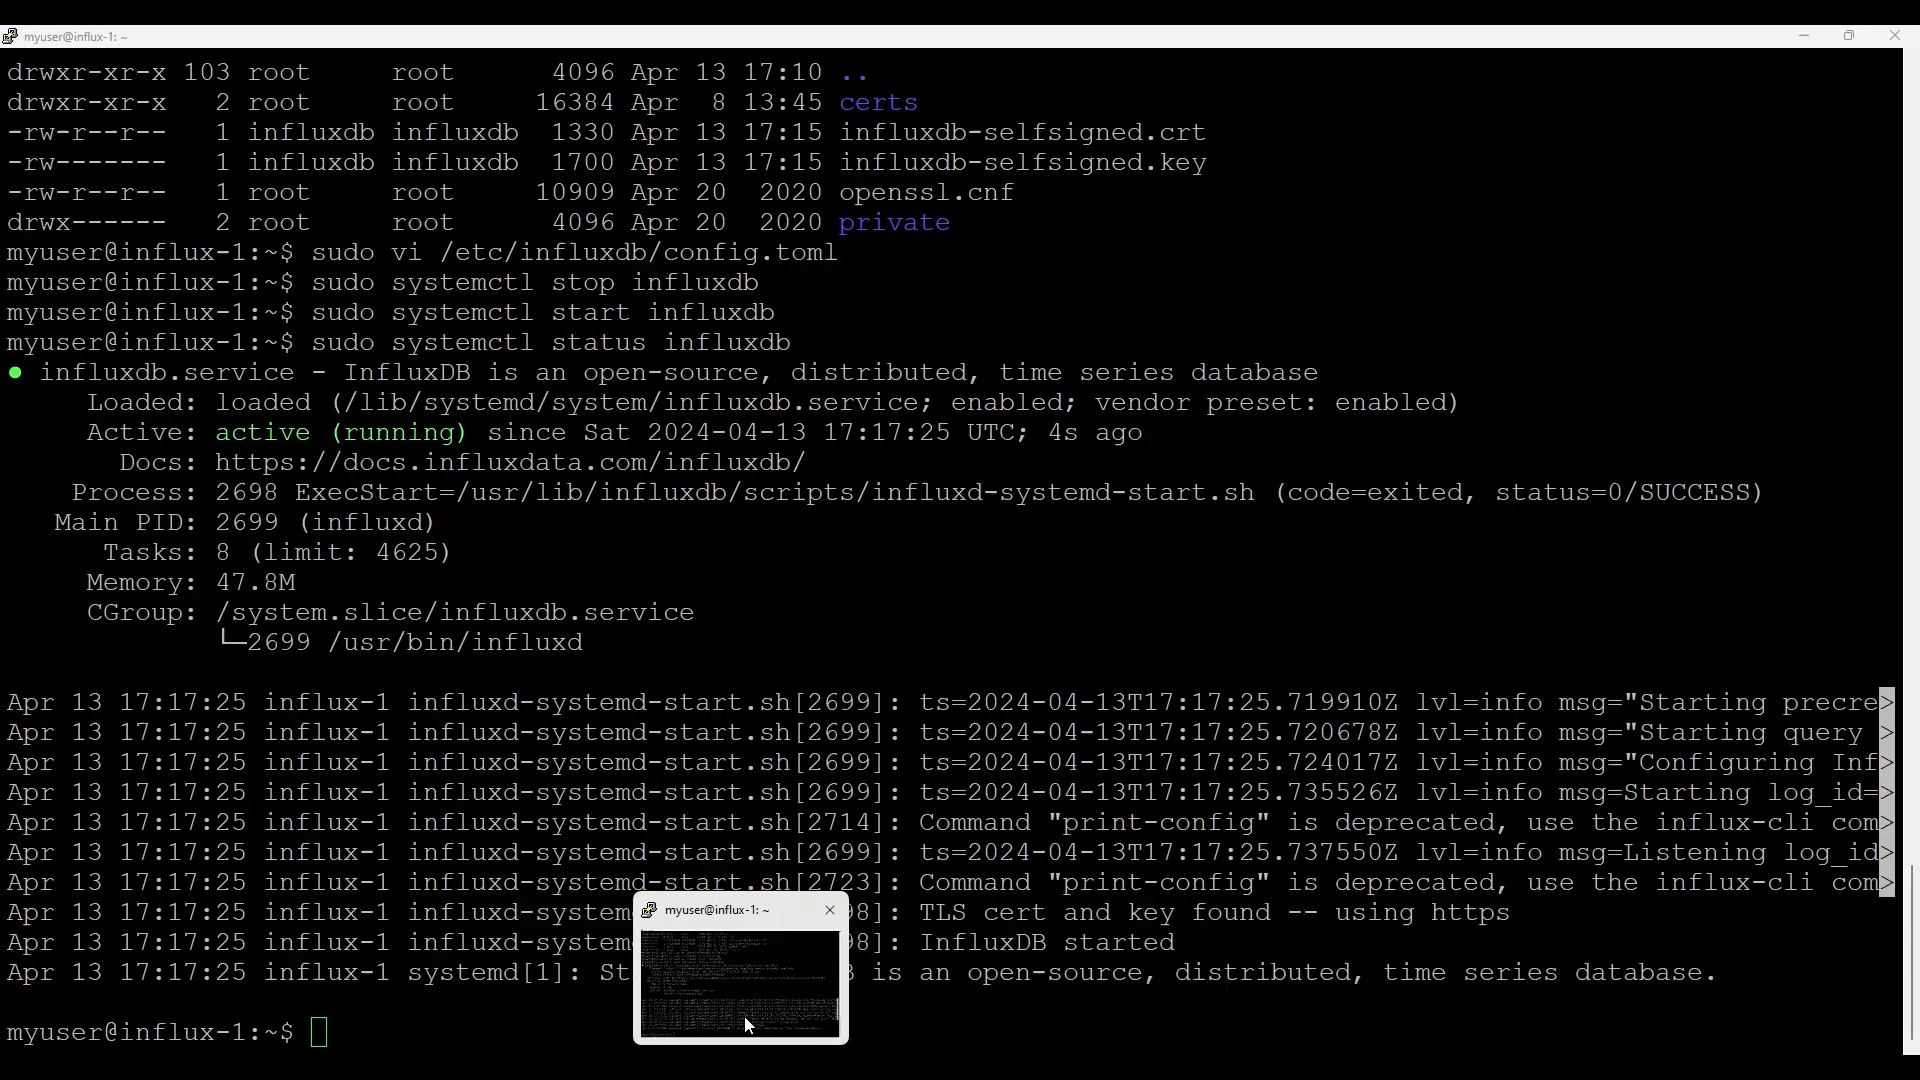 myuser@influx-1: ~
drwxr-xr-x 103 root     root      4096 Apr 13 17:10 ..
drwxr-xr-x   2 root     root     16384 Apr  8 13:45 certs
-rw-r--r--   1 influxdb influxdb  1330 Apr 13 17:15 influxdb-selfsigned.crt
-rw-------   1 influxdb influxdb  1700 Apr 13 17:15 influxdb-selfsigned.key
-rw-r--r--   1 root     root     10909 Apr 20  2020 openssl.cnf
drwx------   2 root     root      4096 Apr 20  2020 private
myuser@influx-1:~$ sudo vi /etc/influxdb/config.toml
myuser@influx-1:~$ sudo systemctl stop influxdb
myuser@influx-1:~$ sudo systemctl start influxdb
myuser@influx-1:~$ sudo systemctl status influxdb
● influxdb.service - InfluxDB is an open-source, distributed, time series database
     Loaded: loaded (/lib/systemd/system/influxdb.service; enabled; vendor preset: enabled)
     Active: active (running) since Sat 2024-04-13 17:17:25 UTC; 4s ago
       Docs: https://docs.influxdata.com/influxdb/
    Process: 2698 ExecStart=/usr/lib/influxdb/scripts/influxd-systemd-start.sh (code=exited, status=0/SUCCESS)
   Main PID: 2699 (influxd)
      Tasks: 8 (limit: 4625)
     Memory: 47.8M
     CGroup: /system.slice/influxdb.service
             └─2699 /usr/bin/influxd
Apr 13 17:17:25 influx-1 influxd-systemd-start.sh[2699]: ts=2024-04-13T17:17:25.719910Z lvl=info msg="Starting precre>
Apr 13 17:17:25 influx-1 influxd-systemd-start.sh[2699]: ts=2024-04-13T17:17:25.720678Z lvl=info msg="Starting query >
Apr 13 17:17:25 influx-1 influxd-systemd-start.sh[2699]: ts=2024-04-13T17:17:25.724017Z lvl=info msg="Configuring Inf>
Apr 13 17:17:25 influx-1 influxd-systemd-start.sh[2699]: ts=2024-04-13T17:17:25.735526Z lvl=info msg=Starting log_id=>
Apr 13 17:17:25 influx-1 influxd-systemd-start.sh[2714]: Command "print-config" is deprecated, use the influx-cli com>
Apr 13 17:17:25 influx-1 influxd-systemd-start.sh[2699]: ts=2024-04-13T17:17:25.737550Z lvl=info msg=Listening log_id>
Apr 13 17:17:25 influx-1 influxd-systemd-start.sh[2723]: Command "print-config" is deprecated, use the influx-cli com>
Apr 13 17:17:25 influx-1 influxd-system 98]: TLS cert and key found -- using https
Apr 13 17:17:25 influx-1 influxd-system 98]: InfluxDB started
Apr 13 17:17:25 influx-1 systemd[1]: St B is an open-source, distributed, time series database.
myuser@influx-1: ~
myuser@influx-1:~$